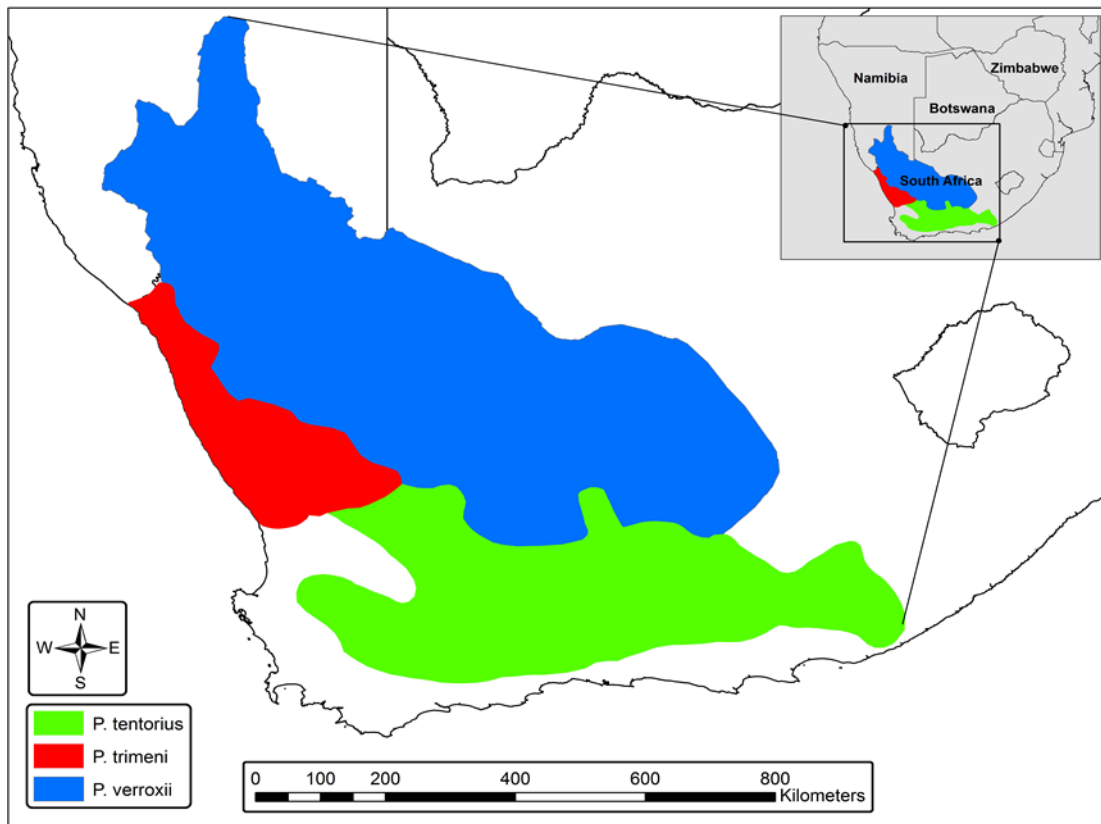 Namibia
Zimbabwe
Botswana
South Africa
N
W E
S
P. tentorius
P. trimeni
P. verroxii
0 100 200 400 600 800
Kilometers